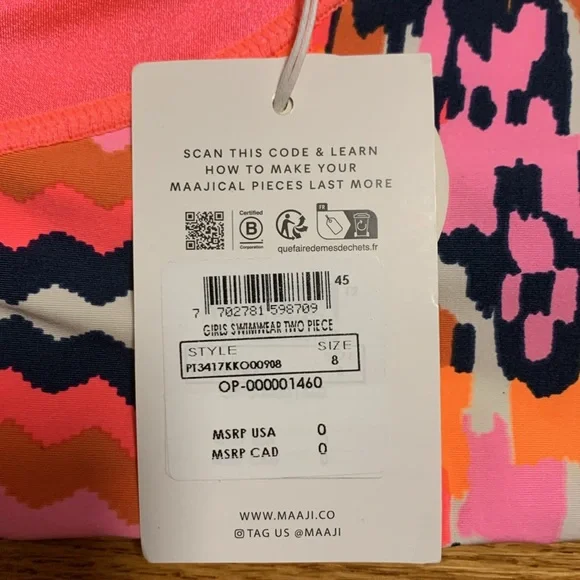 SCAN THIS CODE & LEARN
HOW TO MAKE YOUR
MAAJICAL PIECES LAST MORE
Certified
B
Corporation
FR
quefairedemesdechets.fr
45
7 702781 598709
GIRLS SWIMWEAR TWO PIECE
STYLE SIZE
PT3417KKO00908 8
OP-000001460
MSRP USA 0
MSRP CAD 0
WWW.MAAJI.CO
TAG US @MAAJI